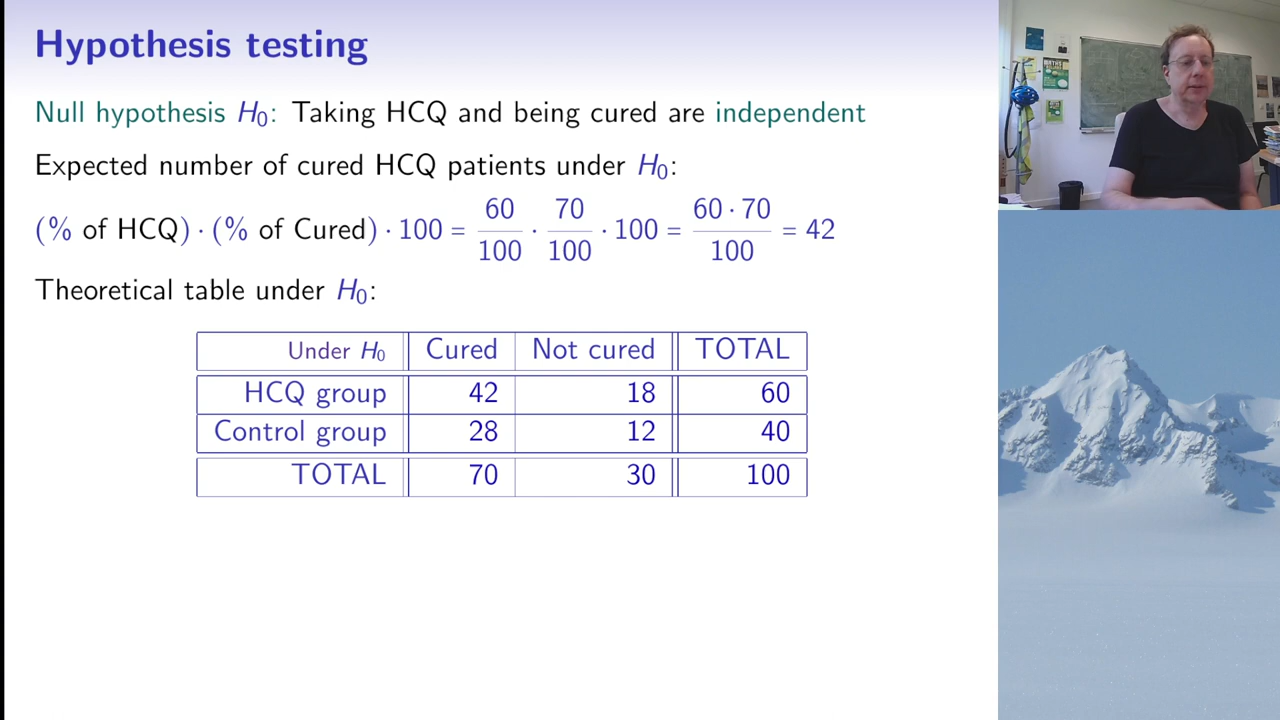 Hypothesis testing
Null hypothesis H₀: Taking HCQ and being cured are independent
Expected number of cured HCQ patients under H₀:
(% of HCQ) · (% of Cured) · 100 = 60/100 · 70/100 · 100 = 60 · 70/100 = 42
Theoretical table under H₀:
Under H₀ Cured Not cured TOTAL
HCQ group 42 18 60
Control group 28 12 40
TOTAL 70 30 100